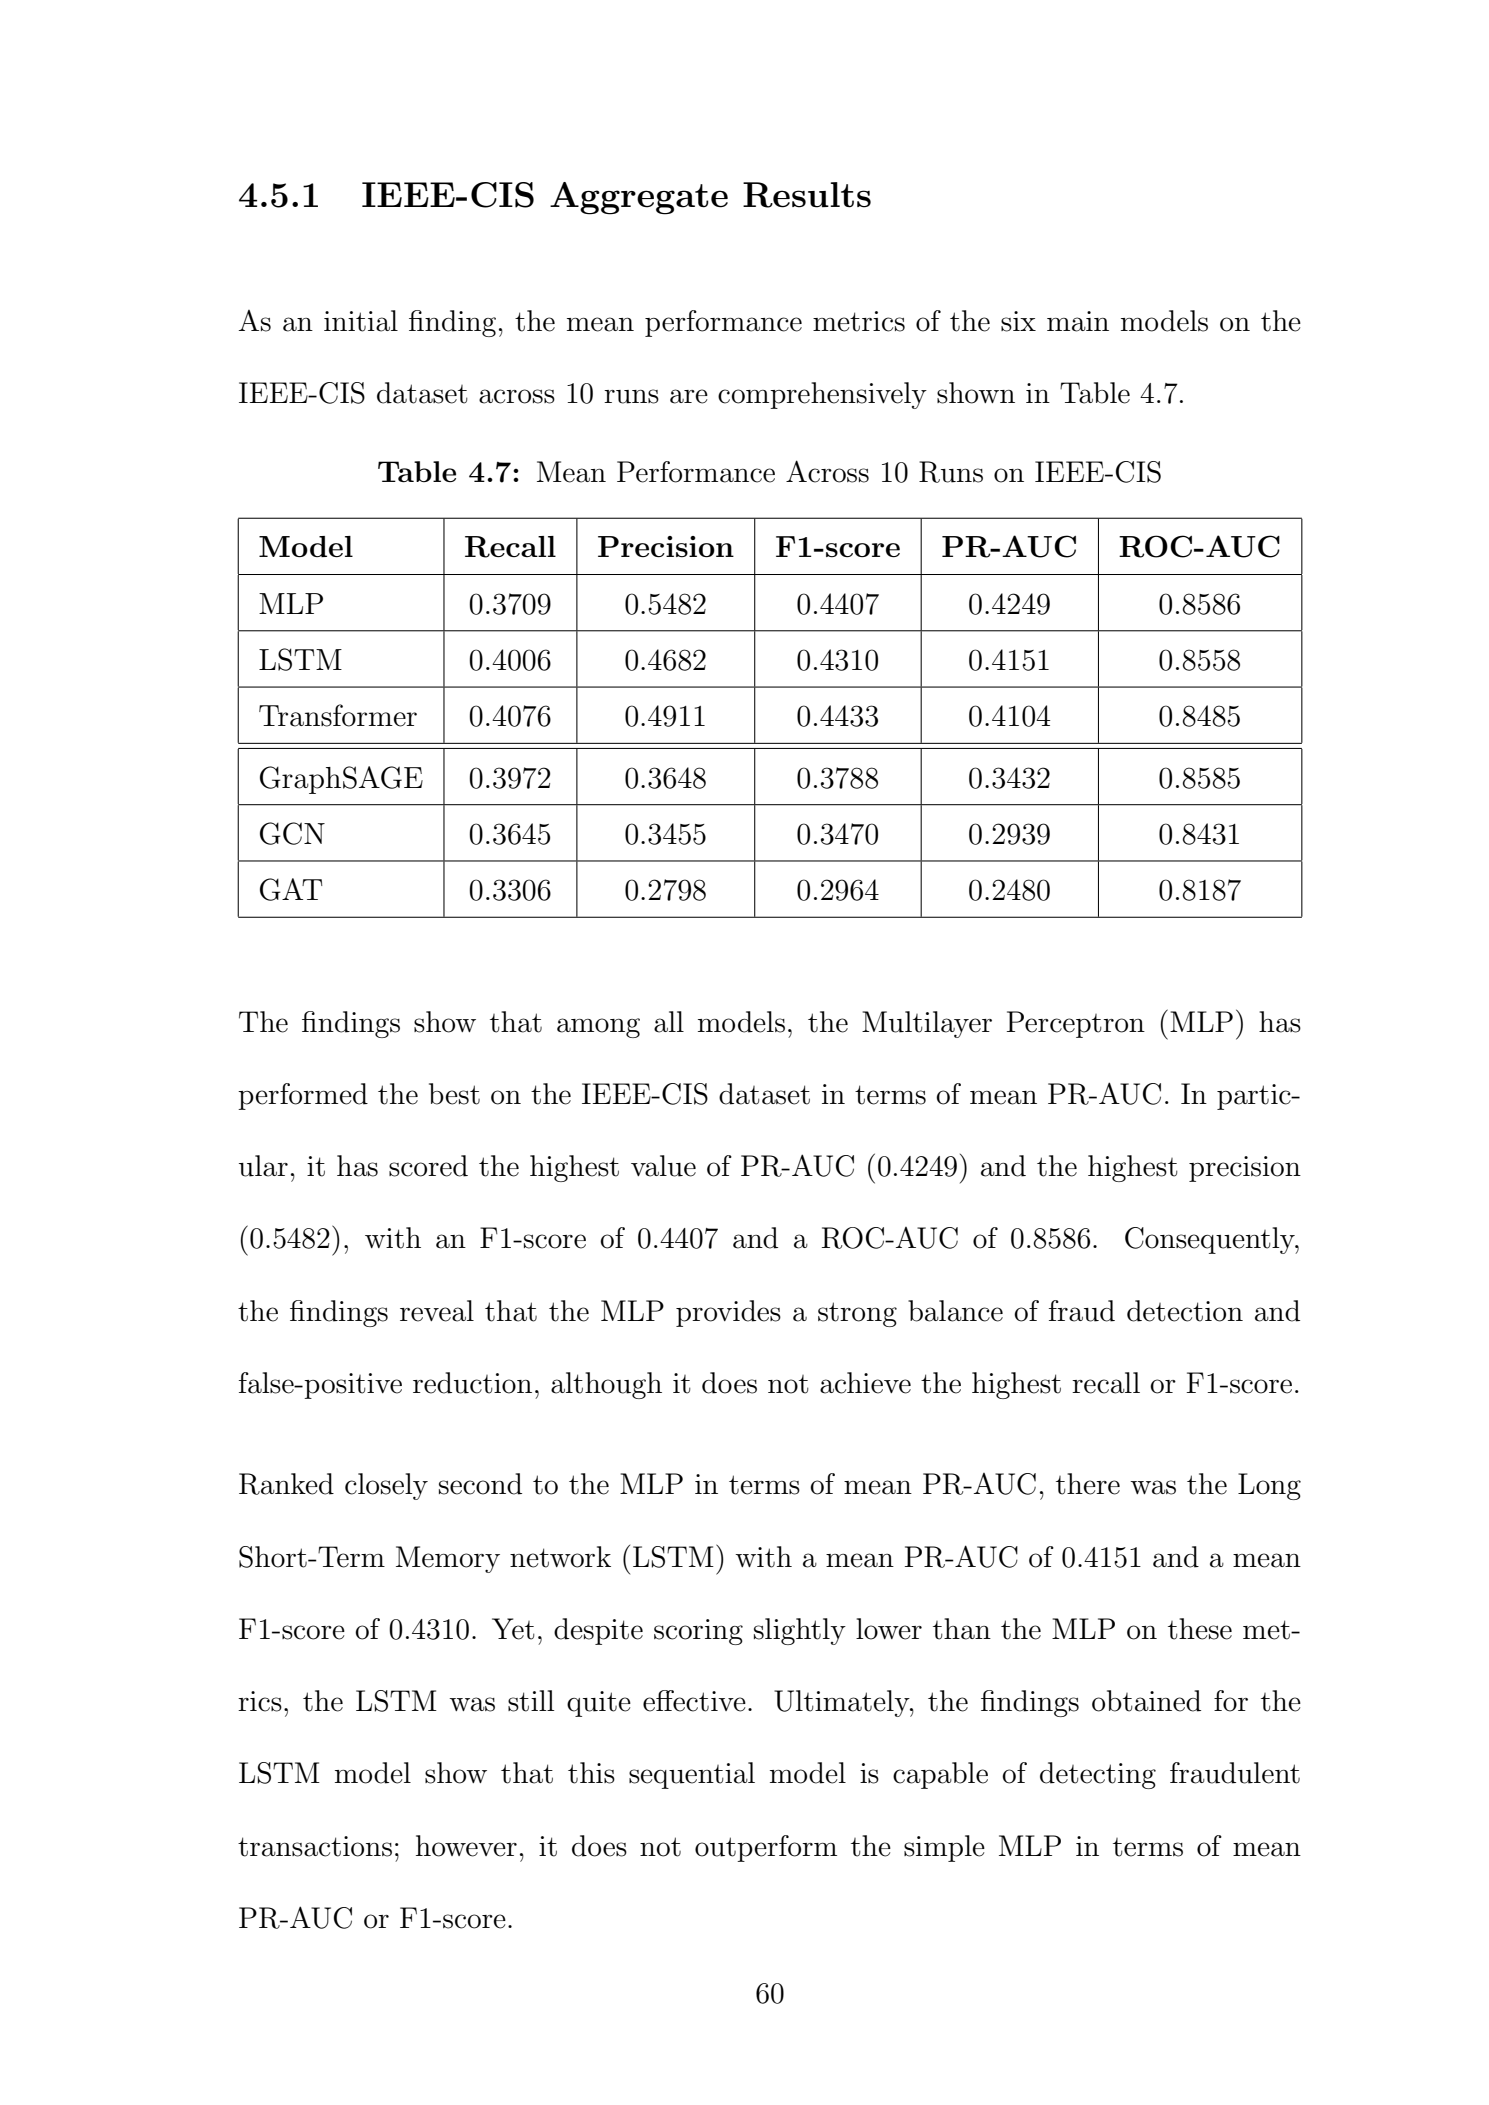 4.5.1 IEEE-CIS Aggregate Results
As an initial finding, the mean performance metrics of the six main models on the
IEEE-CIS dataset across 10 runs are comprehensively shown in Table 4.7.
Table 4.7: Mean Performance Across 10 Runs on IEEE-CIS
Model Recall Precision F1-score PR-AUC ROC-AUC
MLP 0.3709 0.5482 0.4407 0.4249 0.8586
LSTM 0.4006 0.4682 0.4310 0.4151 0.8558
Transformer 0.4076 0.4911 0.4433 0.4104 0.8485
GraphSAGE 0.3972 0.3648 0.3788 0.3432 0.8585
GCN 0.3645 0.3455 0.3470 0.2939 0.8431
GAT 0.3306 0.2798 0.2964 0.2480 0.8187
The findings show that among all models, the Multilayer Perceptron (MLP) has
performed the best on the IEEE-CIS dataset in terms of mean PR-AUC. In partic-
ular, it has scored the highest value of PR-AUC (0.4249) and the highest precision
(0.5482), with an F1-score of 0.4407 and a ROC-AUC of 0.8586. Consequently,
the findings reveal that the MLP provides a strong balance of fraud detection and
false-positive reduction, although it does not achieve the highest recall or F1-score.
Ranked closely second to the MLP in terms of mean PR-AUC, there was the Long
Short-Term Memory network (LSTM) with a mean PR-AUC of 0.4151 and a mean
F1-score of 0.4310. Yet, despite scoring slightly lower than the MLP on these met-
rics, the LSTM was still quite effective. Ultimately, the findings obtained for the
LSTM model show that this sequential model is capable of detecting fraudulent
transactions; however, it does not outperform the simple MLP in terms of mean
PR-AUC or F1-score.
60